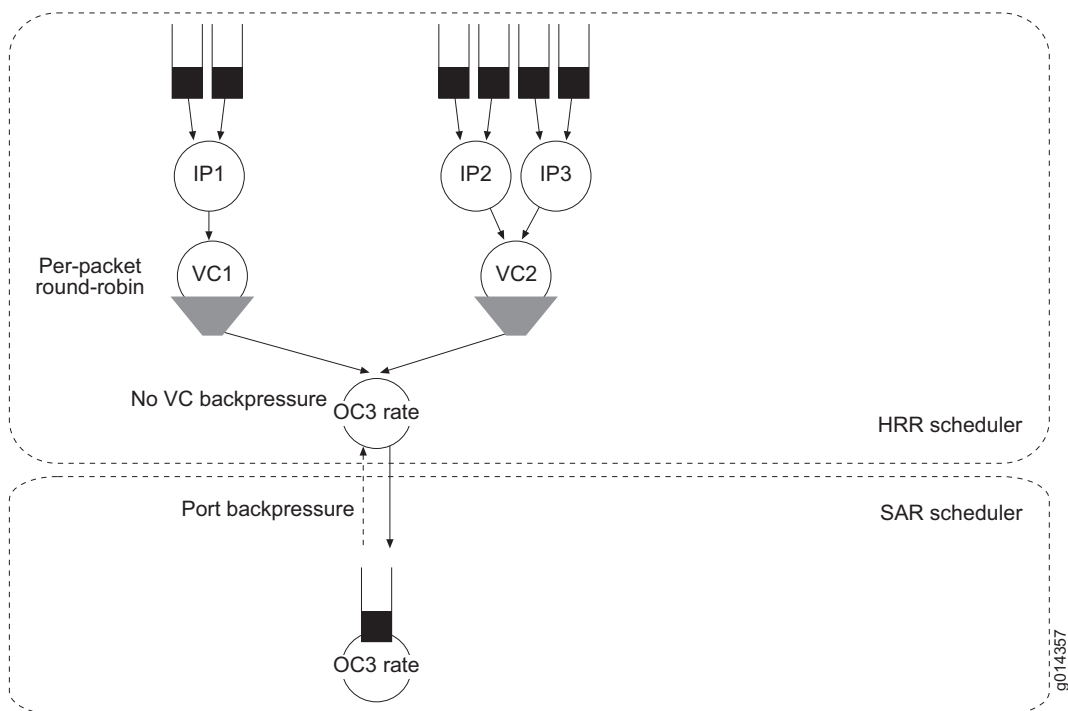 IP1
IP2
IP3
Per-packet
round-robin
VC1
VC2
No VC backpressure
OC3 rate
HRR scheduler
Port backpressure
SAR scheduler
OC3 rate
g014357